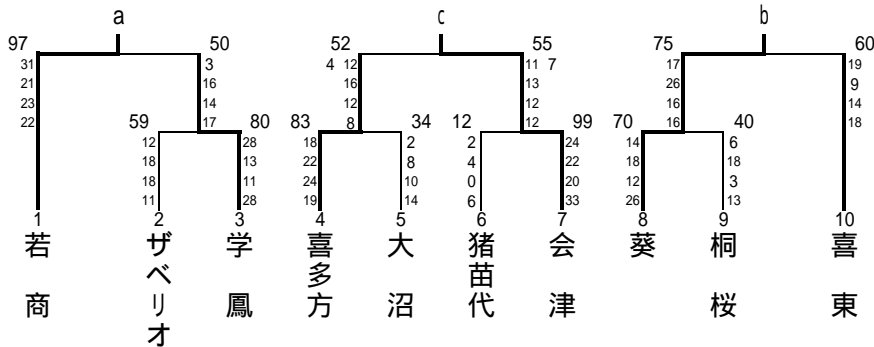 a c b
97 50 52 55 75 60
31 3 4 12 11 7 17 19
21 16 16 13 26 9
23 14 12 12 16 14
22 17 8 12 16 18
59 80 83 34 12 99 70 40
12 28 18 2 2 24 14 6
18 13 22 8 4 22 18 18
18 11 24 10 0 20 12 3
11 28 19 14 6 33 26 13
1 2 3 4 5 6 7 8 9 10
若商
ザベリオ
学鳳
喜多方
大沼
猪苗代
会津
葵
桐桜
喜東